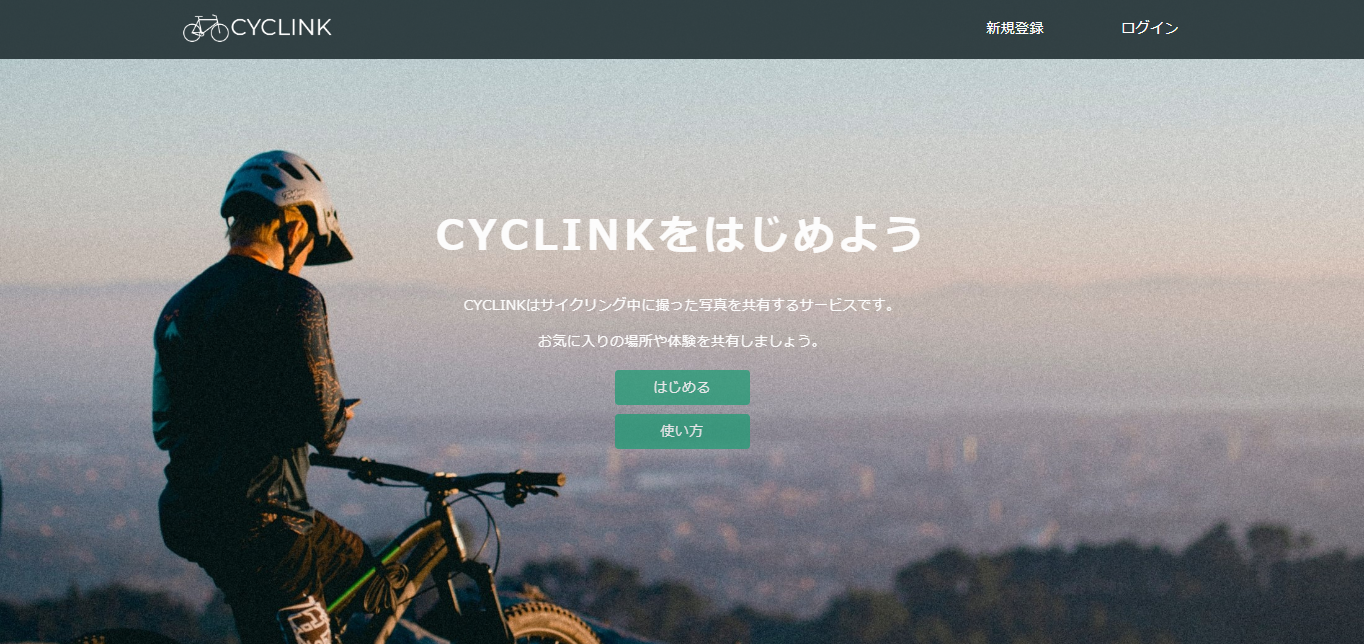 CYCLINK
新規登録
ログイン
CYCLINKをはじめよう
CYCLINKはサイクリング中に撮った写真を共有するサービスです。
お気に入りの場所や体験を共有しましょう。
はじめる
使い方